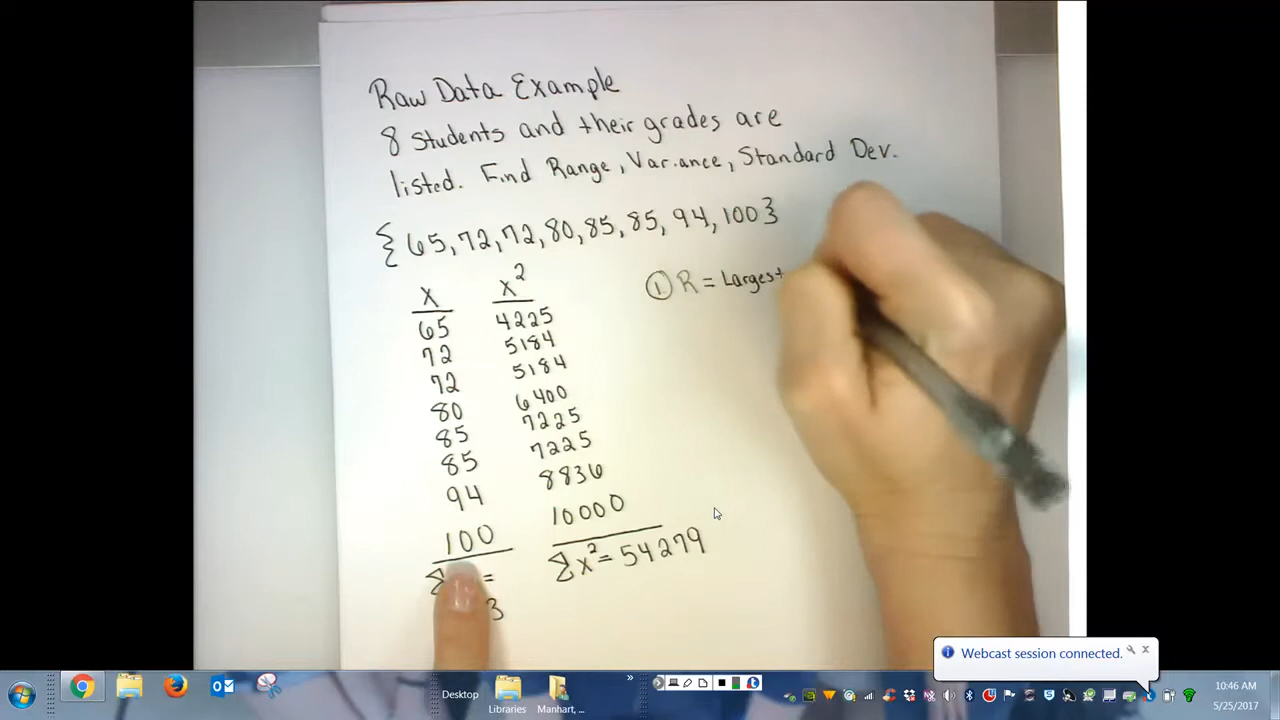 Raw Data Example
8 Students and their grades are
listed. Find Range, Variance, Standard Dev.
{65,72,72,80,85,85,94,100}
① R = Largest
X X²
65 4225
72 5184
72 5184
80 6400
85 7225
85 7225
94 8836
100 10000
Σ = Σx² = 54279
3
Webcast session connected.
Desktop
Libraries
Manhart, ...
10:46 AM
5/25/2017